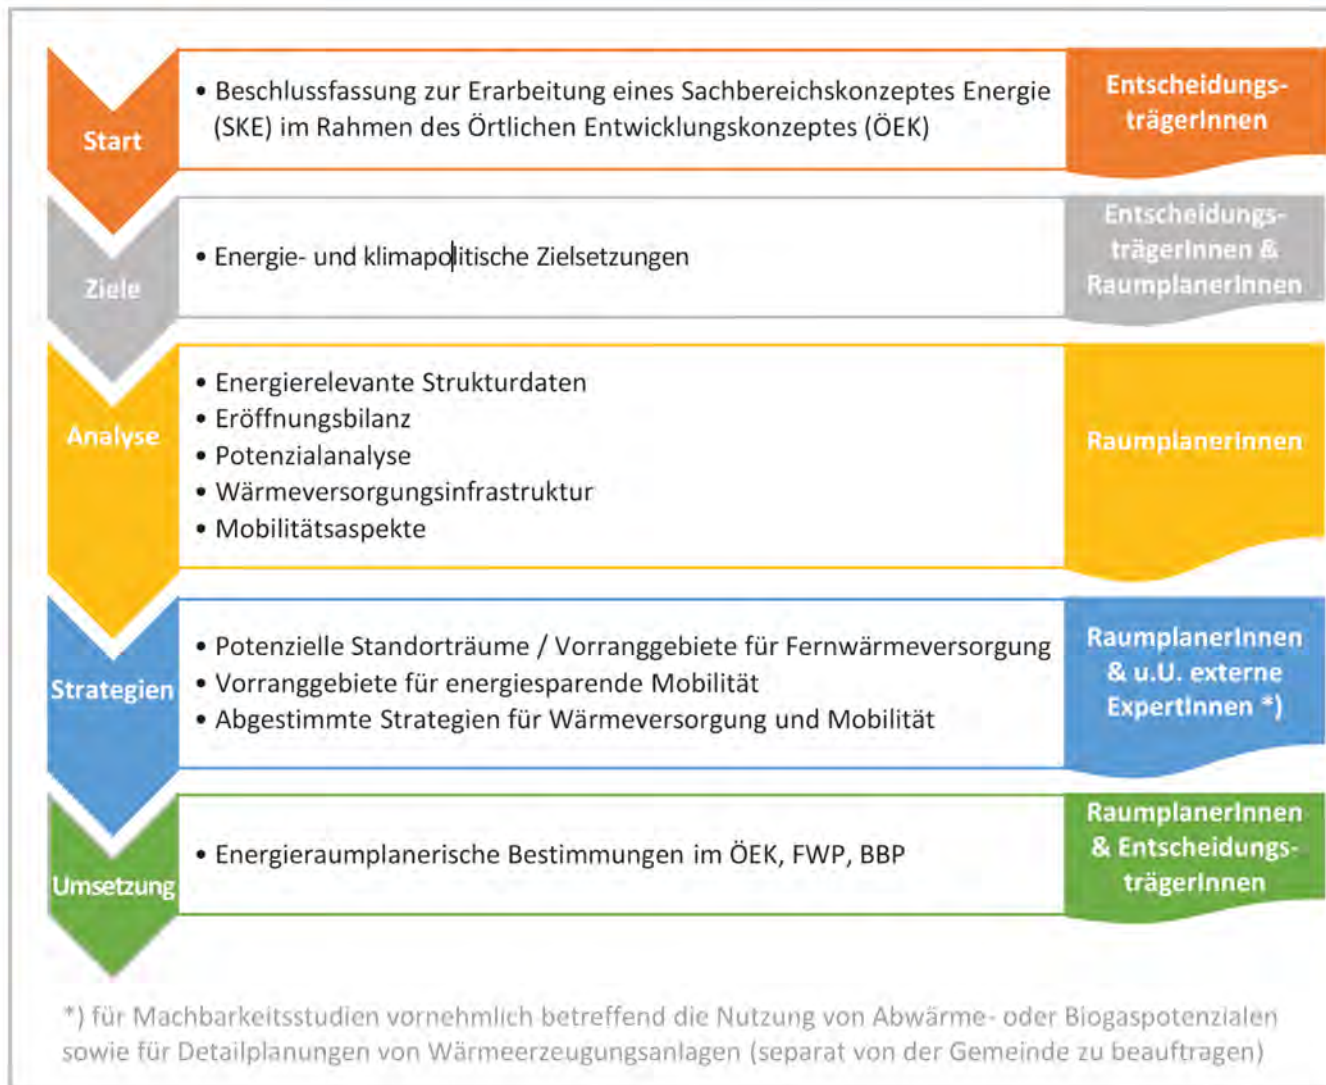 Start
• Beschlussfassung zur Erarbeitung eines Sachbereichskonzeptes Energie
(SKE) im Rahmen des Örtlichen Entwicklungskonzeptes (ÖEK)
Entscheidungs-
trägerInnen
Ziele
• Energie- und klimapolitische Zielsetzungen
Entscheidungs-
trägerInnen &
RaumplanerInnen
Analyse
• Energierelevante Strukturdaten
• Eröffnungsbilanz
• Potenzialanalyse
• Wärmeversorgungsinfrastruktur
• Mobilitätsaspekte
RaumplanerInnen
Strategien
• Potenzielle Standorträume / Vorranggebiete für Fernwärmeversorgung
• Vorranggebiete für energiesparende Mobilität
• Abgestimmte Strategien für Wärmeversorgung und Mobilität
RaumplanerInnen
& u.U. externe
ExpertInnen *)
Umsetzung
• Energieraumplanerische Bestimmungen im ÖEK, FWP, BBP
RaumplanerInnen
& Entscheidungs-
trägerInnen
*) für Machbarkeitsstudien vornehmlich betreffend die Nutzung von Abwärme- oder Biogaspotenzialen
sowie für Detailplanungen von Wärmeerzeugungsanlagen (separat von der Gemeinde zu beauftragen)